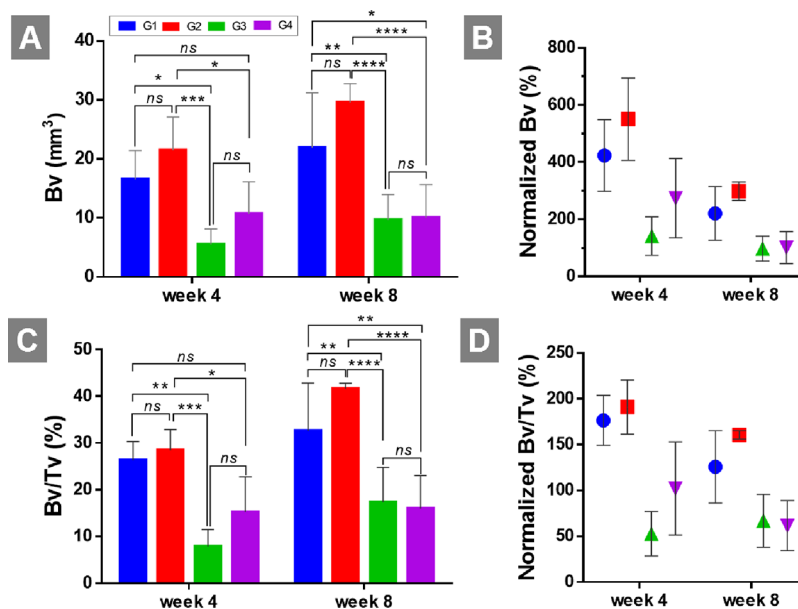 A
G1 G2 G3 G4
Bv (mm³)
40
30
20
10
0
ns
*
*
ns
***
ns
*
****
**
ns
****
ns
week 4
week 8
B
Normalized Bv (%)
800
600
400
200
0
week 4
week 8
C
Bv/Tv (%)
50
40
30
20
10
0
ns
*
**
ns
***
ns
**
****
**
ns
****
ns
week 4
week 8
D
Normalized Bv/Tv (%)
250
200
150
100
50
0
week 4
week 8